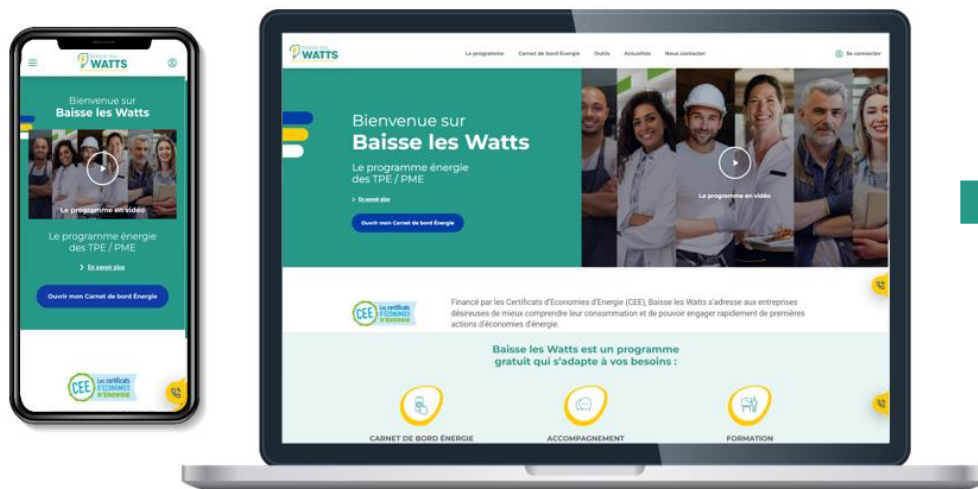 baisse les
WATTS
Bienvenue sur
Baisse les Watts
Le programme en vidéo
Le programme énergie
des TPE / PME
> En savoir plus
Ouvrir mon Carnet de bord Énergie
CEE Les certificats
D'ÉCONOMIES
D'ÉNERGIE
WATTS
Le programme
Carnet de bord Énergie
Outils
Actualités
Nous contacter
Se connecter
Bienvenue sur
Baisse les Watts
Le programme énergie
des TPE / PME
> En savoir plus
Ouvrir mon Carnet de bord Énergie
Le programme en vidéo
CEE Les certificats
D'ÉCONOMIES
D'ÉNERGIE
Financé par les Certificats d'Economies d'Energie (CEE), Baisse les Watts s'adresse aux entreprises
désireuses de mieux comprendre leur consommation et de pouvoir engager rapidement de premières
actions d'économies d'énergie.
Baisse les Watts est un programme
gratuit qui s'adapte à vos besoins :
CARNET DE BORD ÉNERGIE
ACCOMPAGNEMENT
FORMATION